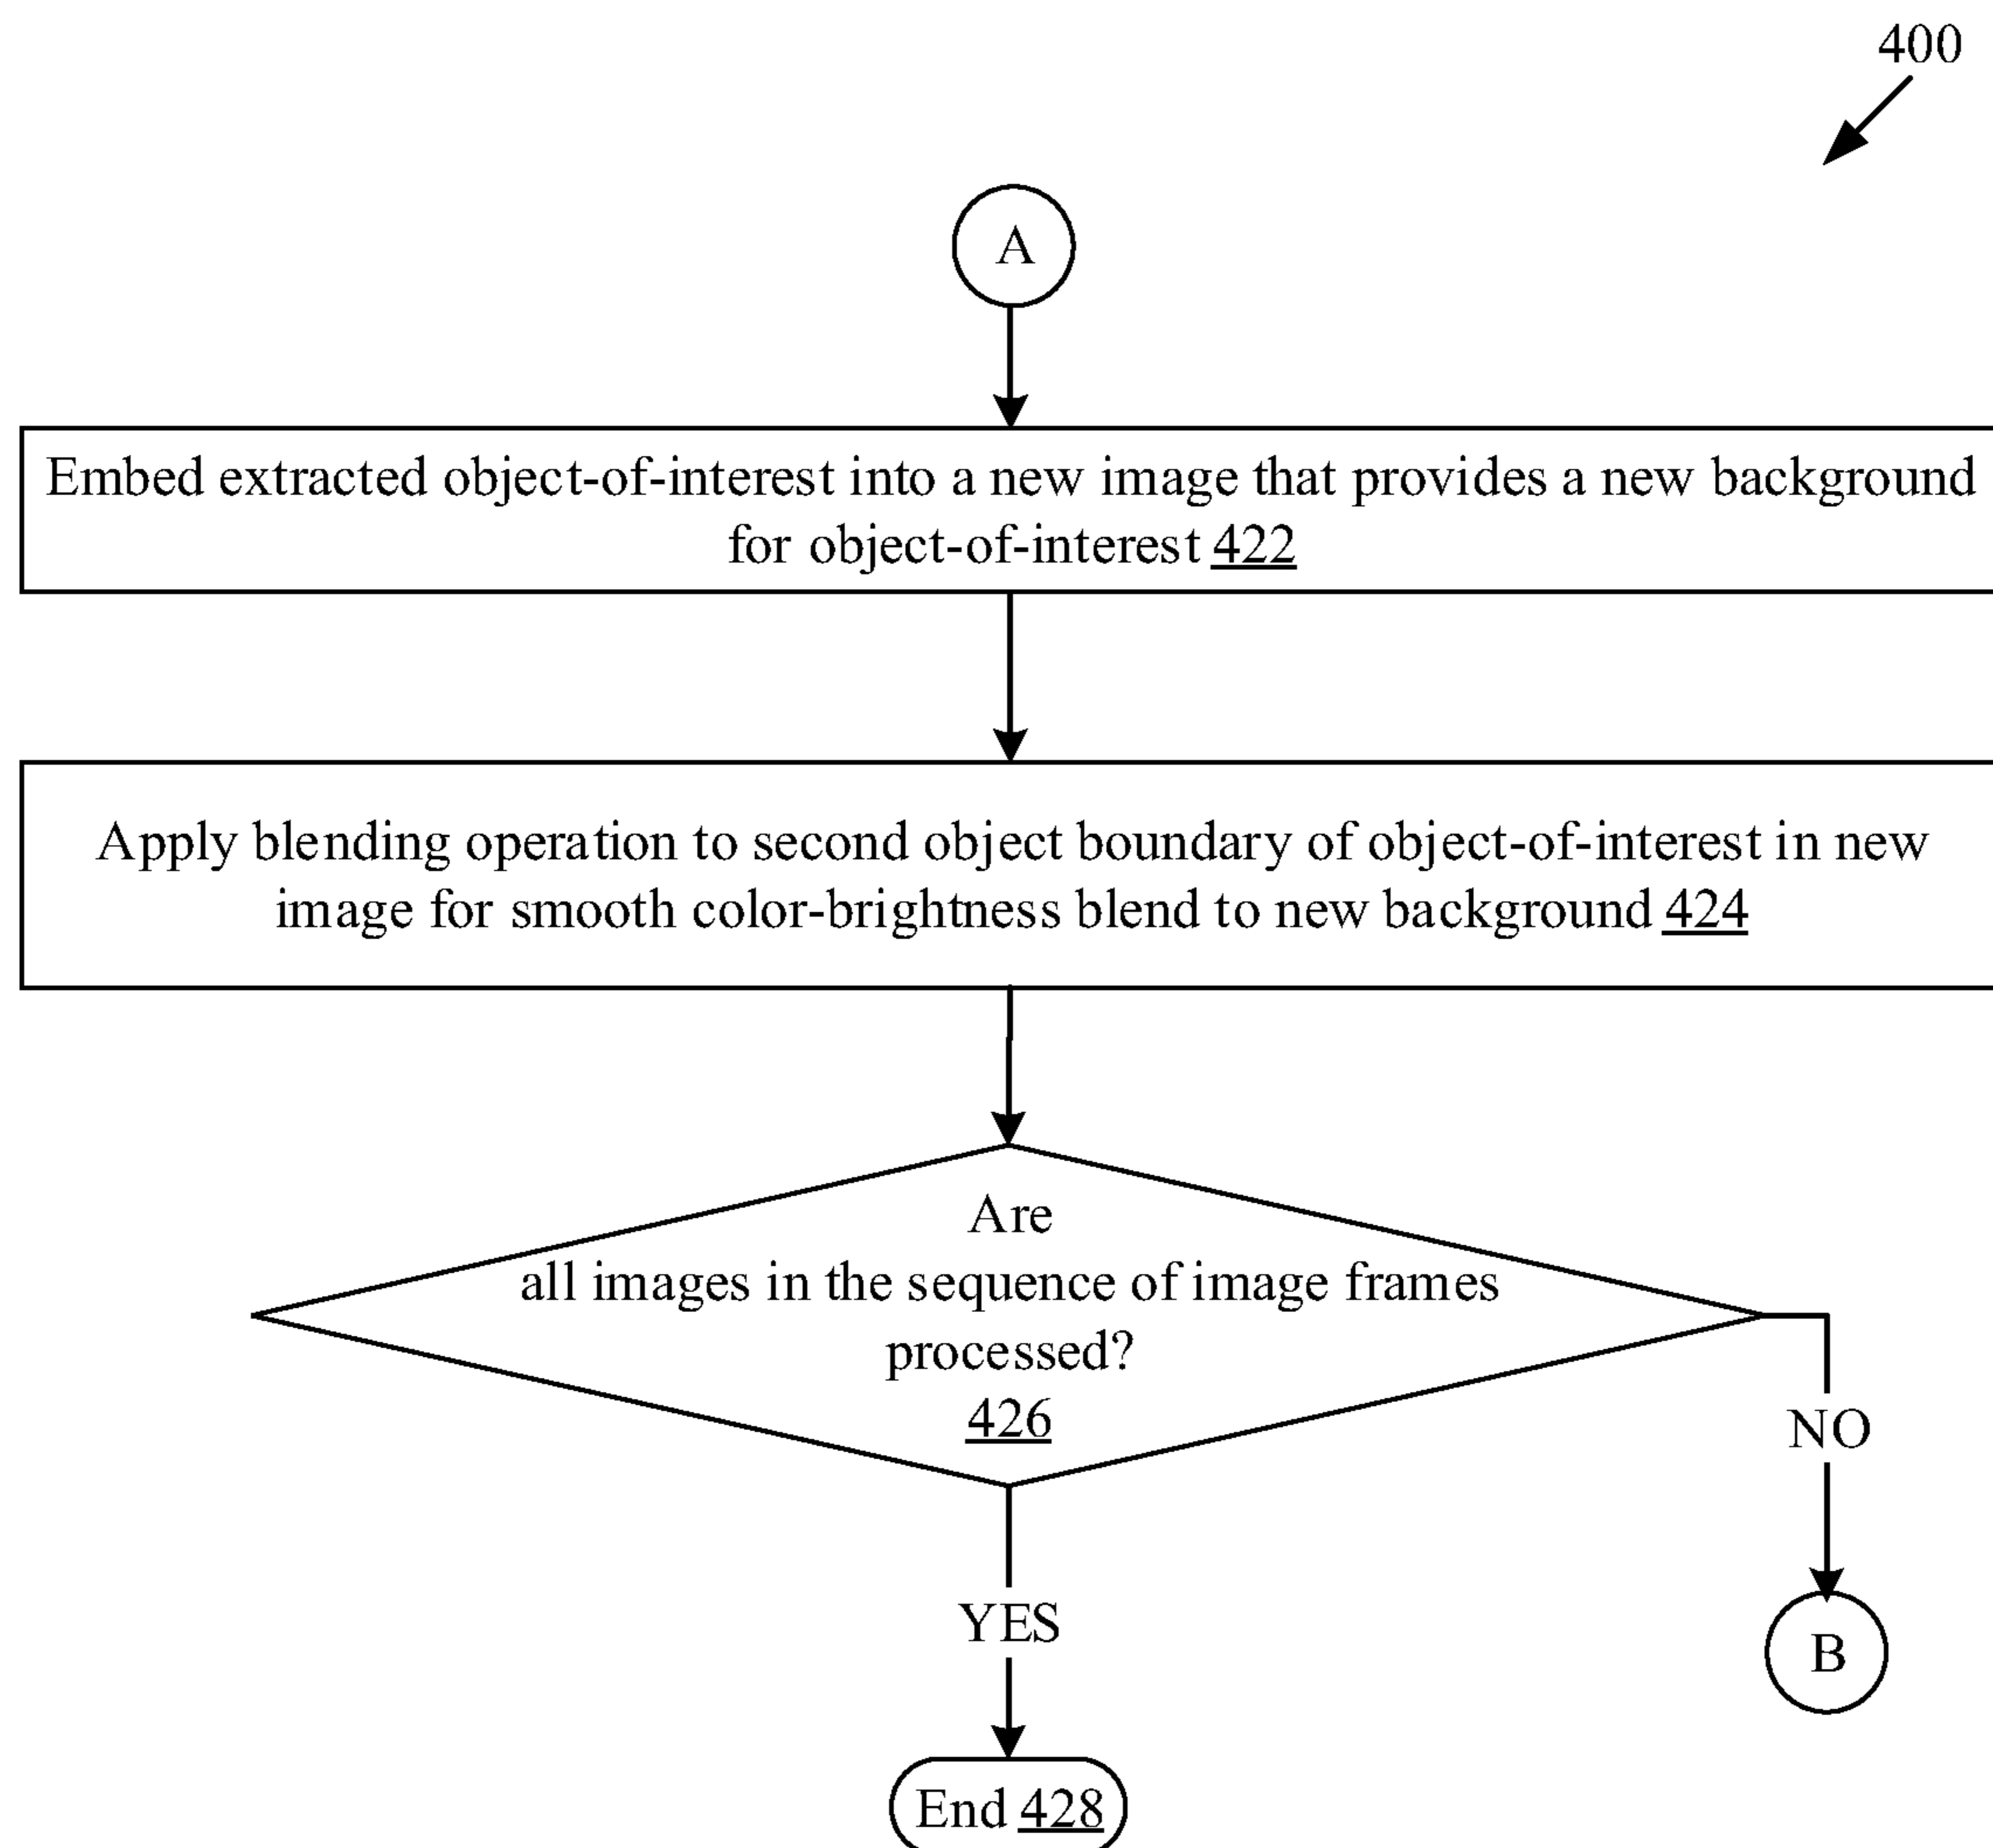 400
A
Embed extracted object-of-interest into a new image that provides a new background
for object-of-interest 422
Apply blending operation to second object boundary of object-of-interest in new
image for smooth color-brightness blend to new background 424
Are
all images in the sequence of image frames
processed?
426
NO
YES
B
End 428